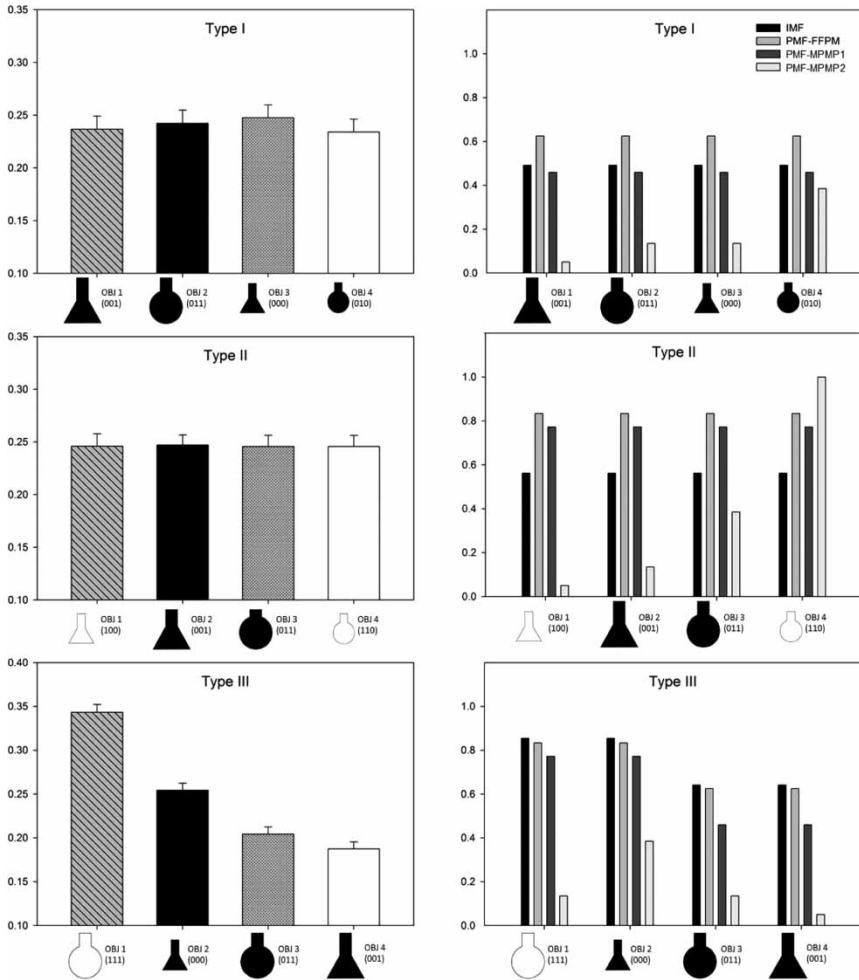 Type I
0.35
0.30
0.25
0.20
0.15
0.10
OBJ 1
(001)
OBJ 2
(011)
OBJ 3
(000)
OBJ 4
(010)
Type I
IMF
PMF-FFPM
PMF-MPMP1
PMF-MPMP2
1.0
0.8
0.6
0.4
0.2
0.0
OBJ 1
(001)
OBJ 2
(011)
OBJ 3
(000)
OBJ 4
(010)
Type II
0.35
0.30
0.25
0.20
0.15
0.10
OBJ 1
(100)
OBJ 2
(001)
OBJ 3
(011)
OBJ 4
(110)
Type II
1.0
0.8
0.6
0.4
0.2
0.0
OBJ 1
(100)
OBJ 2
(001)
OBJ 3
(011)
OBJ 4
(110)
Type III
0.40
0.35
0.30
0.25
0.20
0.15
0.10
OBJ 1
(111)
OBJ 2
(000)
OBJ 3
(011)
OBJ 4
(001)
Type III
1.0
0.8
0.6
0.4
0.2
0.0
OBJ 1
(111)
OBJ 2
(000)
OBJ 3
(011)
OBJ 4
(001)